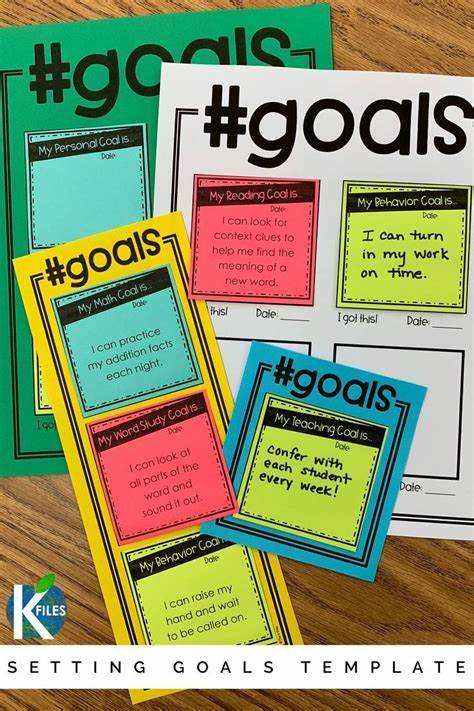 #goals
My Personal Goal is...
Date:
I got
#goals
My Reading Goal is...
Date:
I can look for
context clues to
help me find the
meaning of a
new word.
My Behavior Goal is...
Date:
I can turn
in my work
on time.
got this!
Date: ____
I got this!
Date: ____
Date: ____
#goals
My Math Goal is...
Date:
I can practice
my addition facts
each night.
My Word Study Goal is...
Date:
I can look at
all parts of the
word and
sound it out.
My Behavior Goal is...
Date:
I can raise my
hand and wait
to be called on.
#goals
My Teaching Goal is...
Date:
Confer with
each student
every week!
K
FILES
SETTING GOALS TEMPLATE